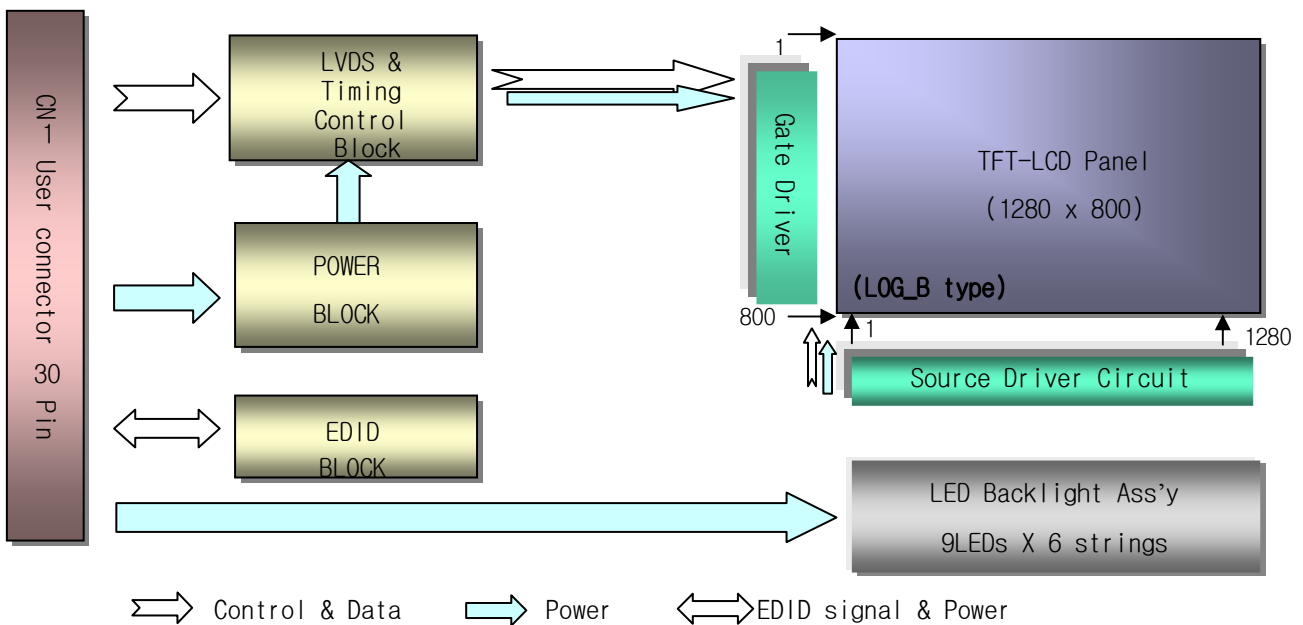 CN- User connector 30 Pin
LVDS &
Timing
Control
Block
POWER
BLOCK
EDID
BLOCK
1
Gate Driver
800
TFT-LCD Panel
(1280 x 800)
(LOG_B type)
1
1280
Source Driver Circuit
LED Backlight Ass’y
9LEDs X 6 strings
Control & Data
Power
EDID signal & Power